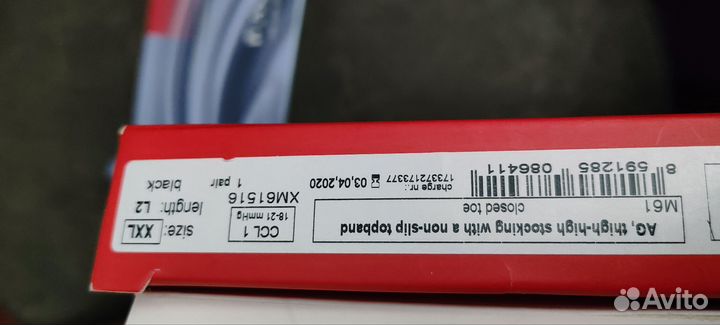 AG, thigh-high stocking with a non-slip topband
M61
closed toe
8 591285 086411
charge nr.:
173372173377
03,04,2020
CCL 1
18-21 mmHg
XM61516
1 pair
size: XXL
length: L2
black
Avito